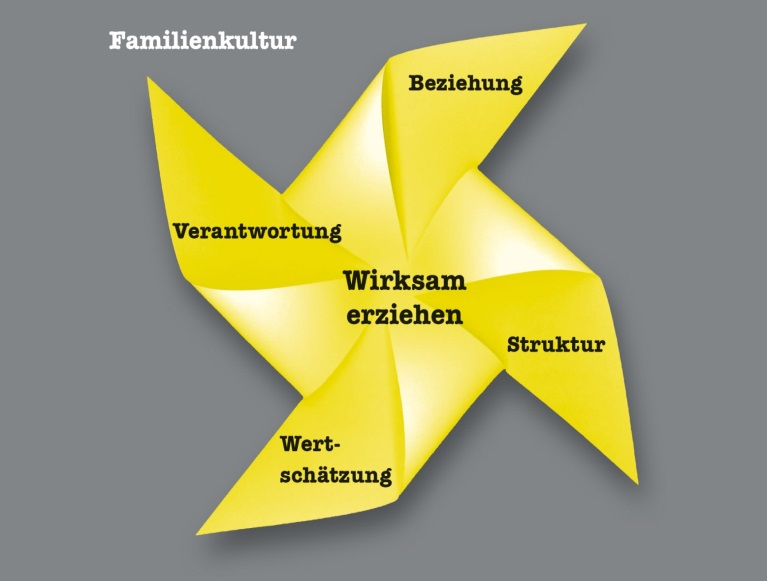 Familienkultur
Beziehung
Verantwortung
Wirksam
erziehen
Struktur
Wert-
schätzung